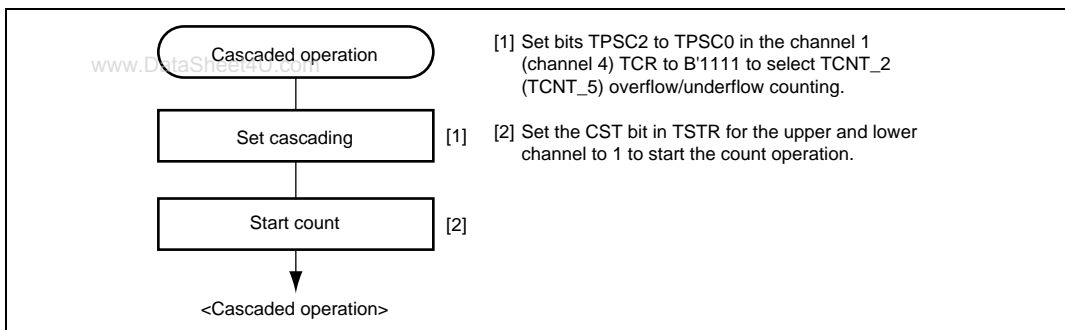 Cascaded operation
www.DataSheet4U.com
Set cascading
[1]
Start count
[2]
<Cascaded operation>
[1] Set bits TPSC2 to TPSC0 in the channel 1
(channel 4) TCR to B'1111 to select TCNT_2
(TCNT_5) overflow/underflow counting.
[2] Set the CST bit in TSTR for the upper and lower
channel to 1 to start the count operation.